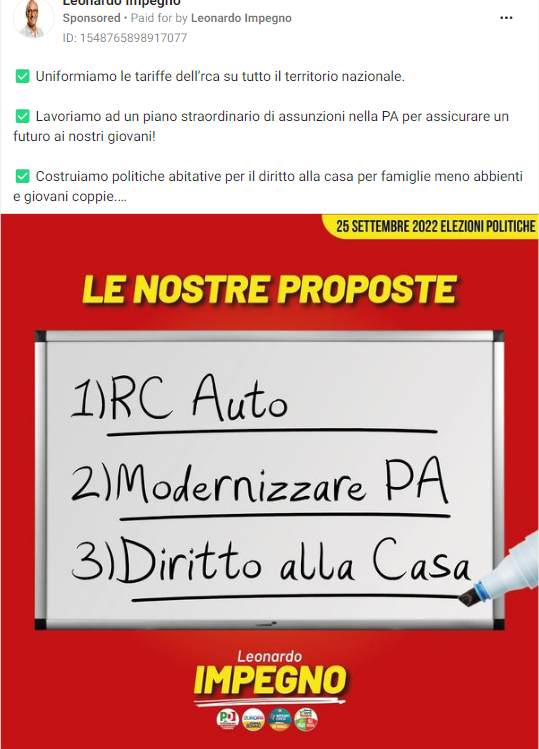 Leonardo Impegno
Sponsored • Paid for by Leonardo Impegno
ID: 1548765898917077
✅ Uniformiamo le tariffe dell'rca su tutto il territorio nazionale.
✅ Lavoriamo ad un piano straordinario di assunzioni nella PA per assicurare un
futuro ai nostri giovani!
✅ Costruiamo politiche abitative per il diritto alla casa per famiglie meno abbienti
e giovani coppie....
25 SETTEMBRE 2022 ELEZIONI POLITICHE
LE NOSTRE PROPOSTE
1)RC Auto
2)Modernizzare PA
3)Diritto alla Casa
Leonardo
IMPEGNO
PD